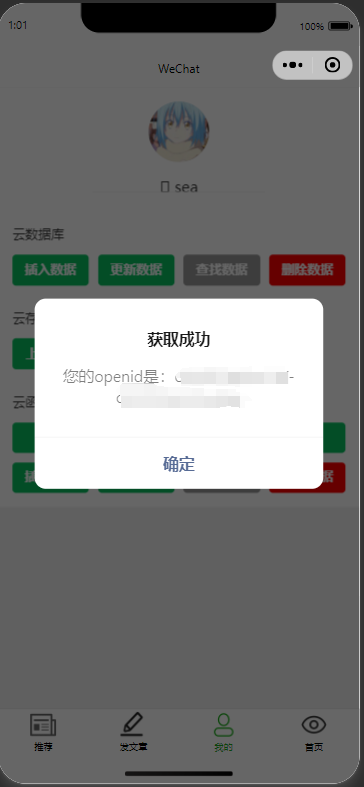 1:01
100%
WeChat
sea
云数据库
插入数据 更新数据 查找数据 删除数据
云存
上
获取成功
您的openid是：
云函
确定
推荐 发文章 我的 首页